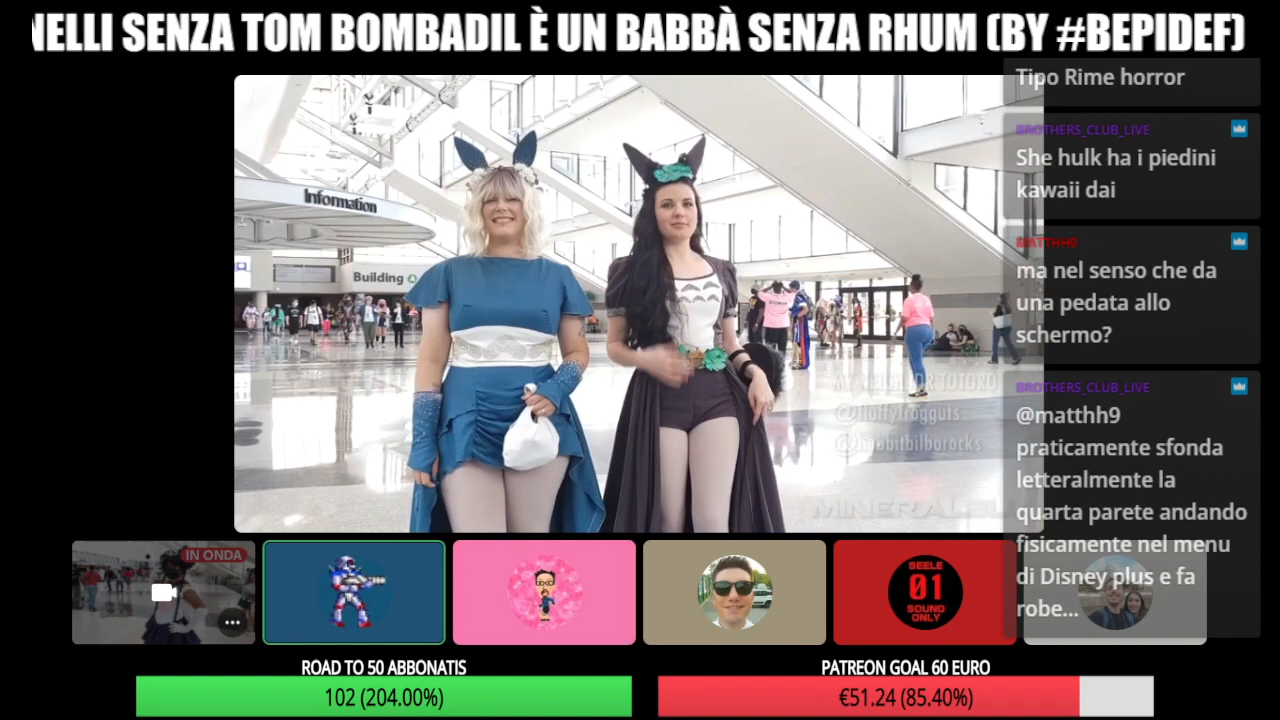 NELLI SENZA TOM BOMBADIL È UN BABBÀ SENZA RHUM (BY #BEPIDEF)
Tipo Rime horror
BROTHERS_CLUB_LIVE
She hulk ha i piedini
kawaii dai
MATTHH9
ma nel senso che da
una pedata allo
schermo?
BROTHERS_CLUB_LIVE
@matthh9
praticamente sfonda
letteralmente la
quarta parete andando
fisicamente nel menu
di Disney plus e fa
robe...
Information
Building
MY NEIGHBOR TOTORO
@fluffyfrogguts
@hobbitbilborocks
IN ONDA
SEELE
01
SOUND
ONLY
ROAD TO 50 ABBONATIS
102 (204.00%)
PATREON GOAL 60 EURO
€51.24 (85.40%)